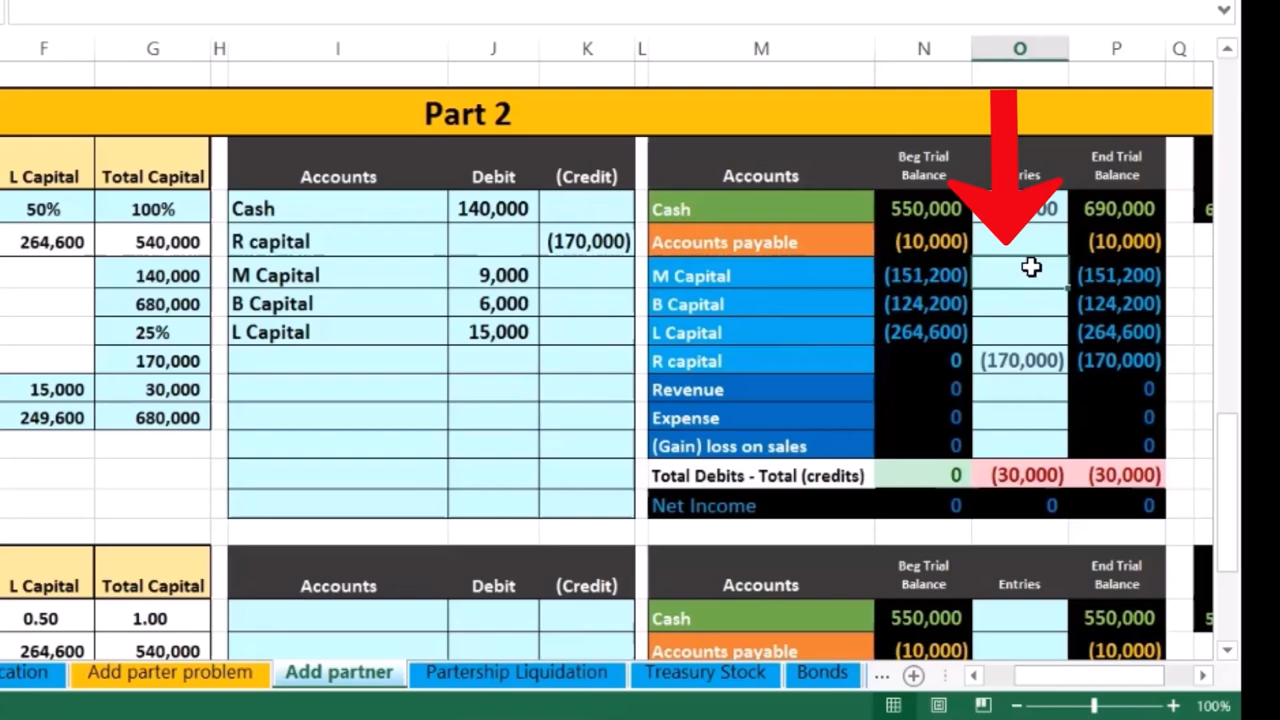 F G H I J K L M N O P Q
Part 2
L Capital Total Capital Accounts Debit (Credit) Accounts Beg Trial Balance End Trial Balance
50% 100% Cash 140,000 Cash 550,000 690,000
264,600 540,000 R capital (170,000) Accounts payable (10,000) (10,000)
140,000 M Capital 9,000 M Capital (151,200) (151,200)
680,000 B Capital 6,000 B Capital (124,200) (124,200)
25% L Capital 15,000 L Capital (264,600) (264,600)
170,000 R capital 0 (170,000) (170,000)
15,000 30,000 Revenue 0 0
249,600 680,000 Expense 0 0
(Gain) loss on sales 0 0
Total Debits - Total (credits) 0 (30,000) (30,000)
Net Income 0 0 0
L Capital Total Capital Accounts Debit (Credit) Accounts Beg Trial Balance Entries End Trial Balance
0.50 1.00 Cash 550,000 550,000
264,600 540,000 Accounts payable (10,000) (10,000)
Add parter problem Add partner Partership Liquidation Treasury Stock Bonds ...
100%